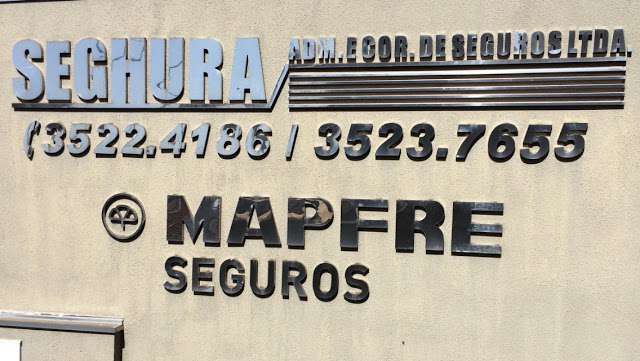 SEGHURA ADM. E COR. DE SEGUROS LTDA.
3522.4186 / 3523.7655
MAPFRE
SEGUROS